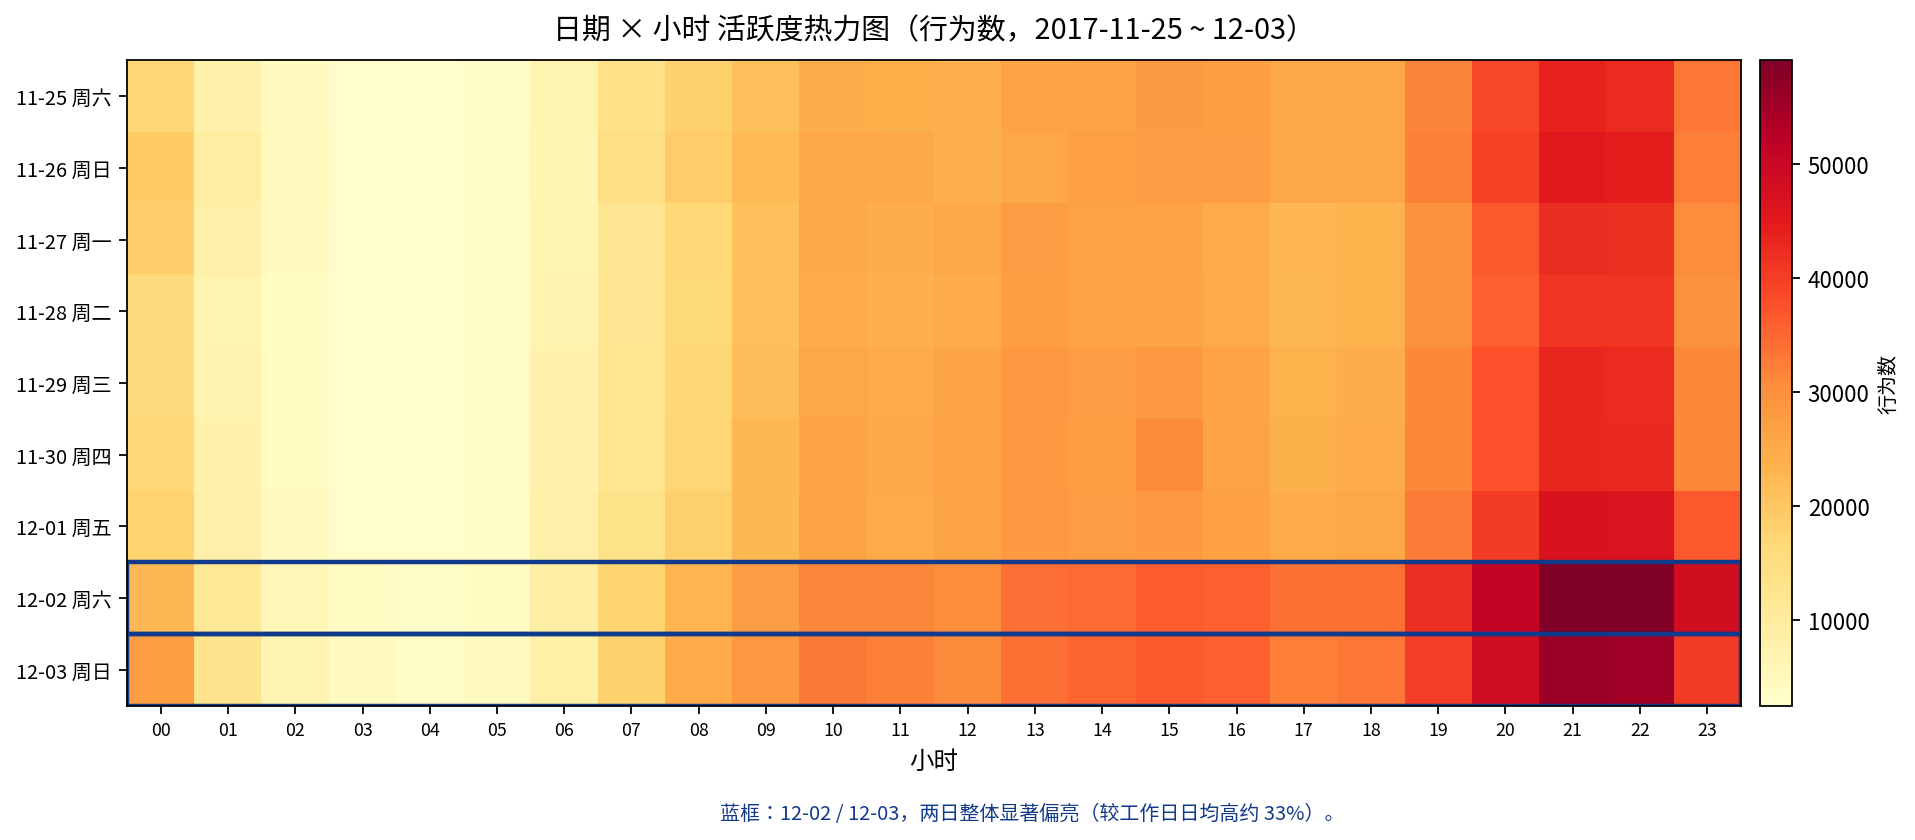 日期 × 小时 活跃度热力图（行为数，2017-11-25 ~ 12-03）
11-25 周六
11-26 周日
11-27 周一
11-28 周二
11-29 周三
11-30 周四
12-01 周五
12-02 周六
12-03 周日
00 01 02 03 04 05 06 07 08 09 10 11 12 13 14 15 16 17 18 19 20 21 22 23
小时
50000
40000
30000
20000
10000
行为数
蓝框：12-02 / 12-03，两日整体显著偏亮（较工作日日均高约 33%）。